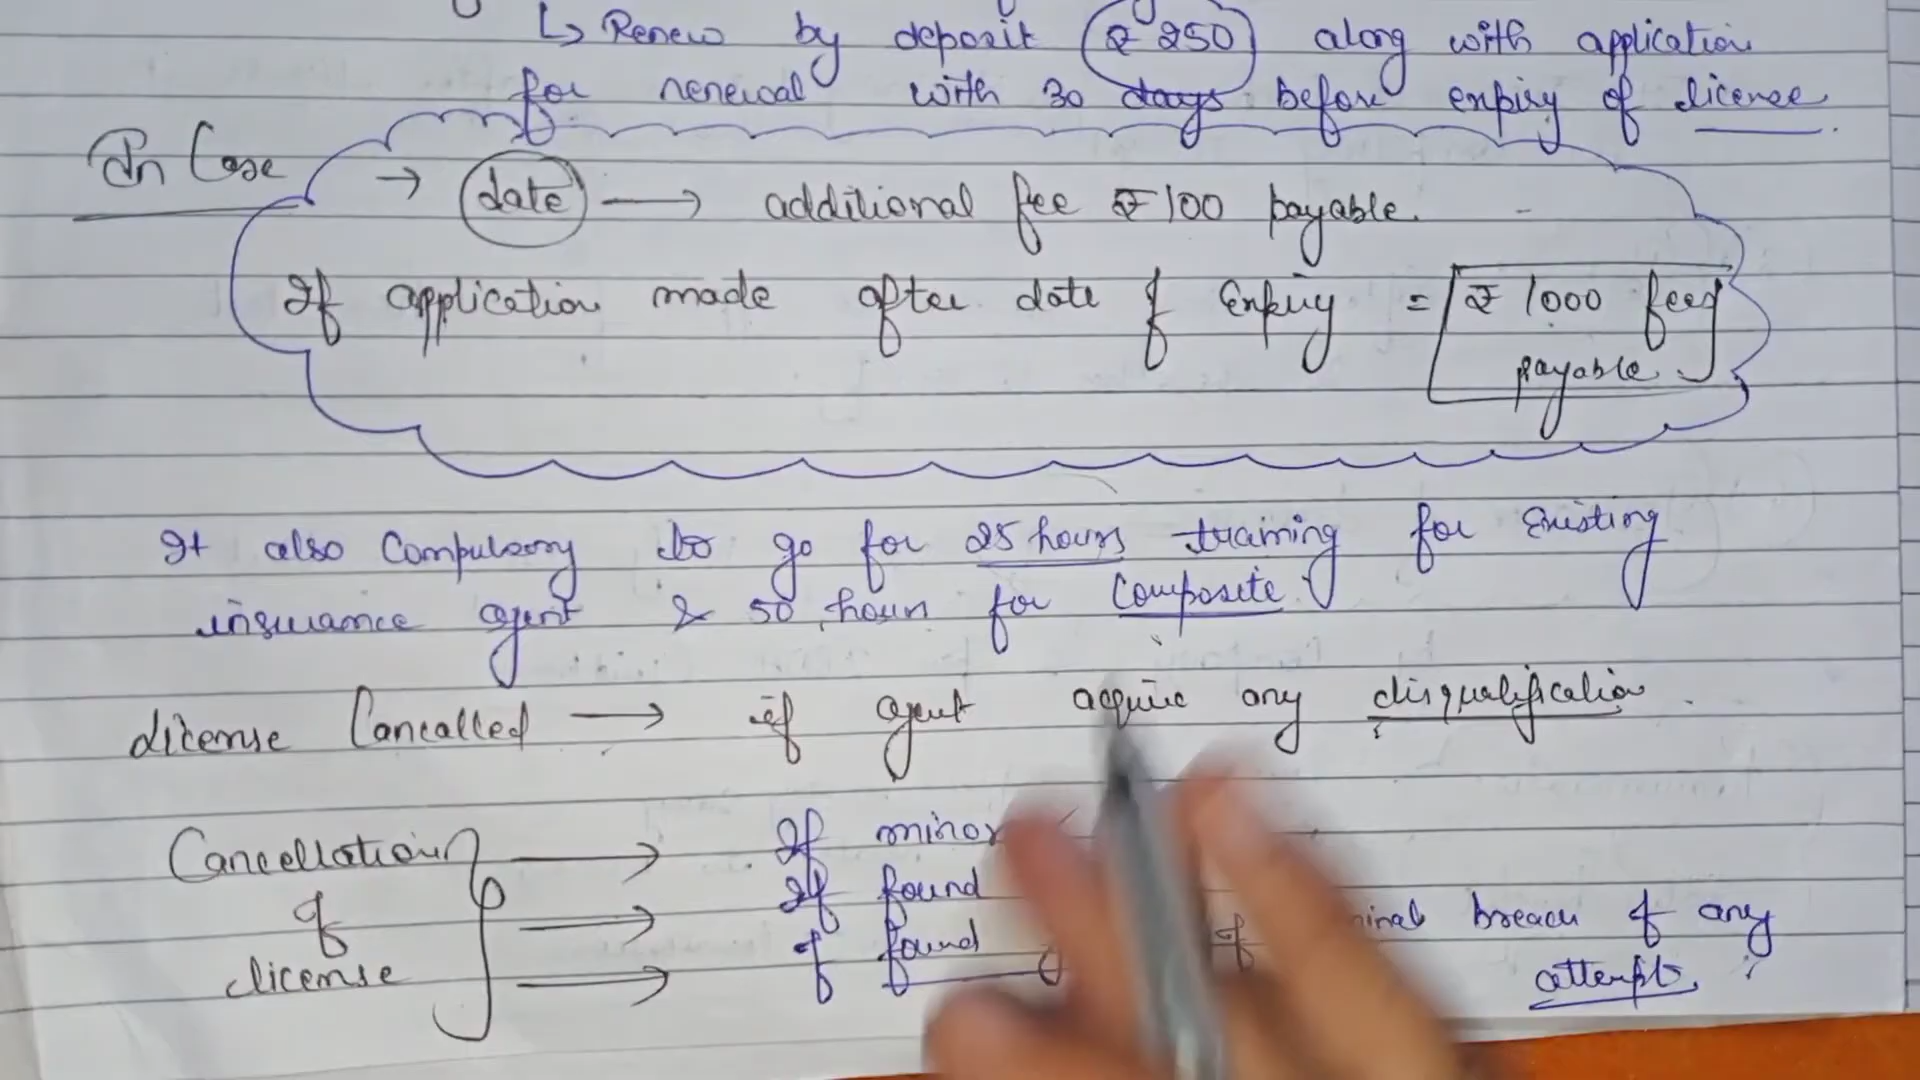 ↳ Renew by deposit ₹ 250 along with application
for renewal with 30 days before expiry of license.
In Case → date → additional fee ₹ 100 payable.
If application made after date of Expiry = ₹ 1000 fees
payable
It also Compulsory to go for 25 hours training for Existing
insurance agent & 50 hours for Composite.
License Cancelled → if agent acquire any disqualification.
Cancellation of license → If minor
→ If found
→ If found of breach of any
attempt.